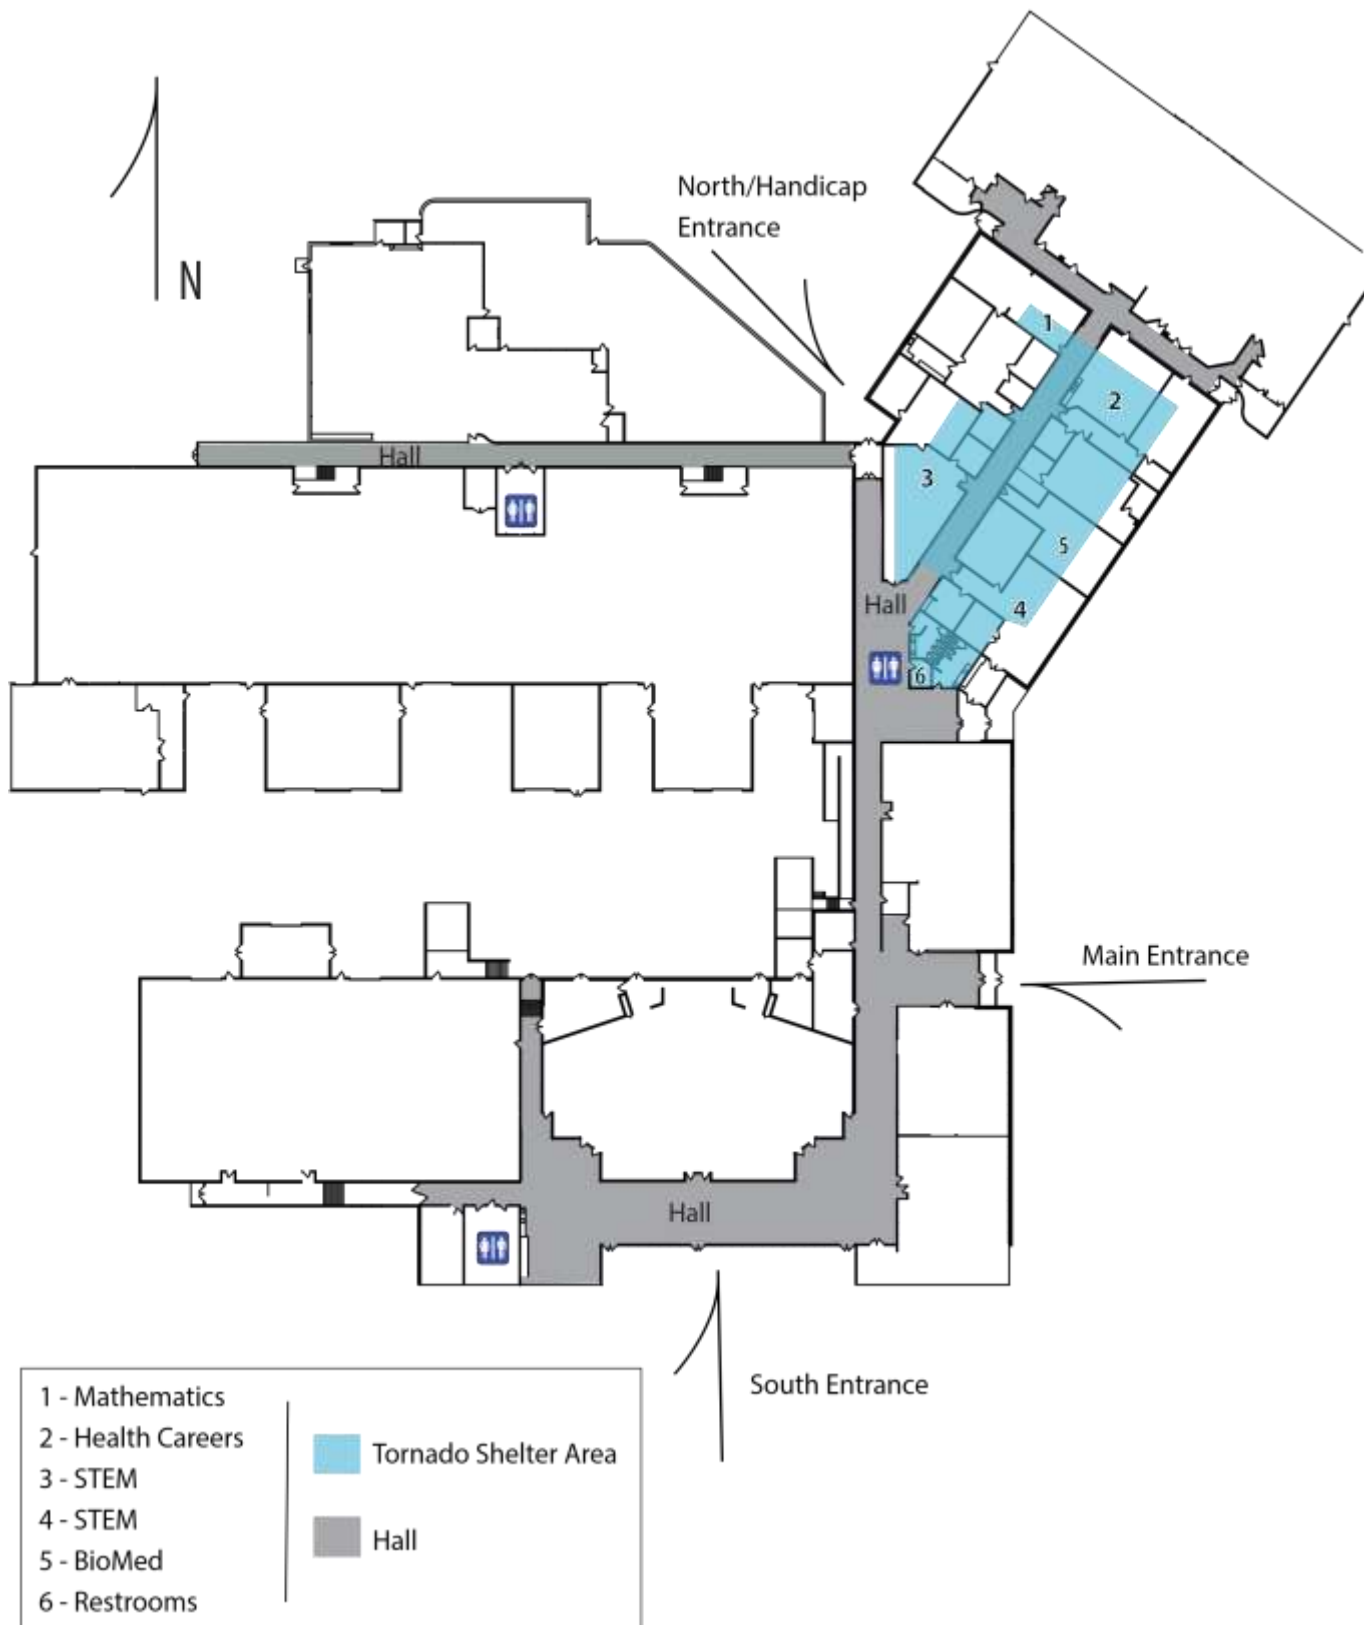 North/Handicap
Entrance
N
1
2
Hall
3
5
Hall
4
6
Main Entrance
Hall
South Entrance
1 - Mathematics
2 - Health Careers
3 - STEM
4 - STEM
5 - BioMed
6 - Restrooms
Tornado Shelter Area
Hall